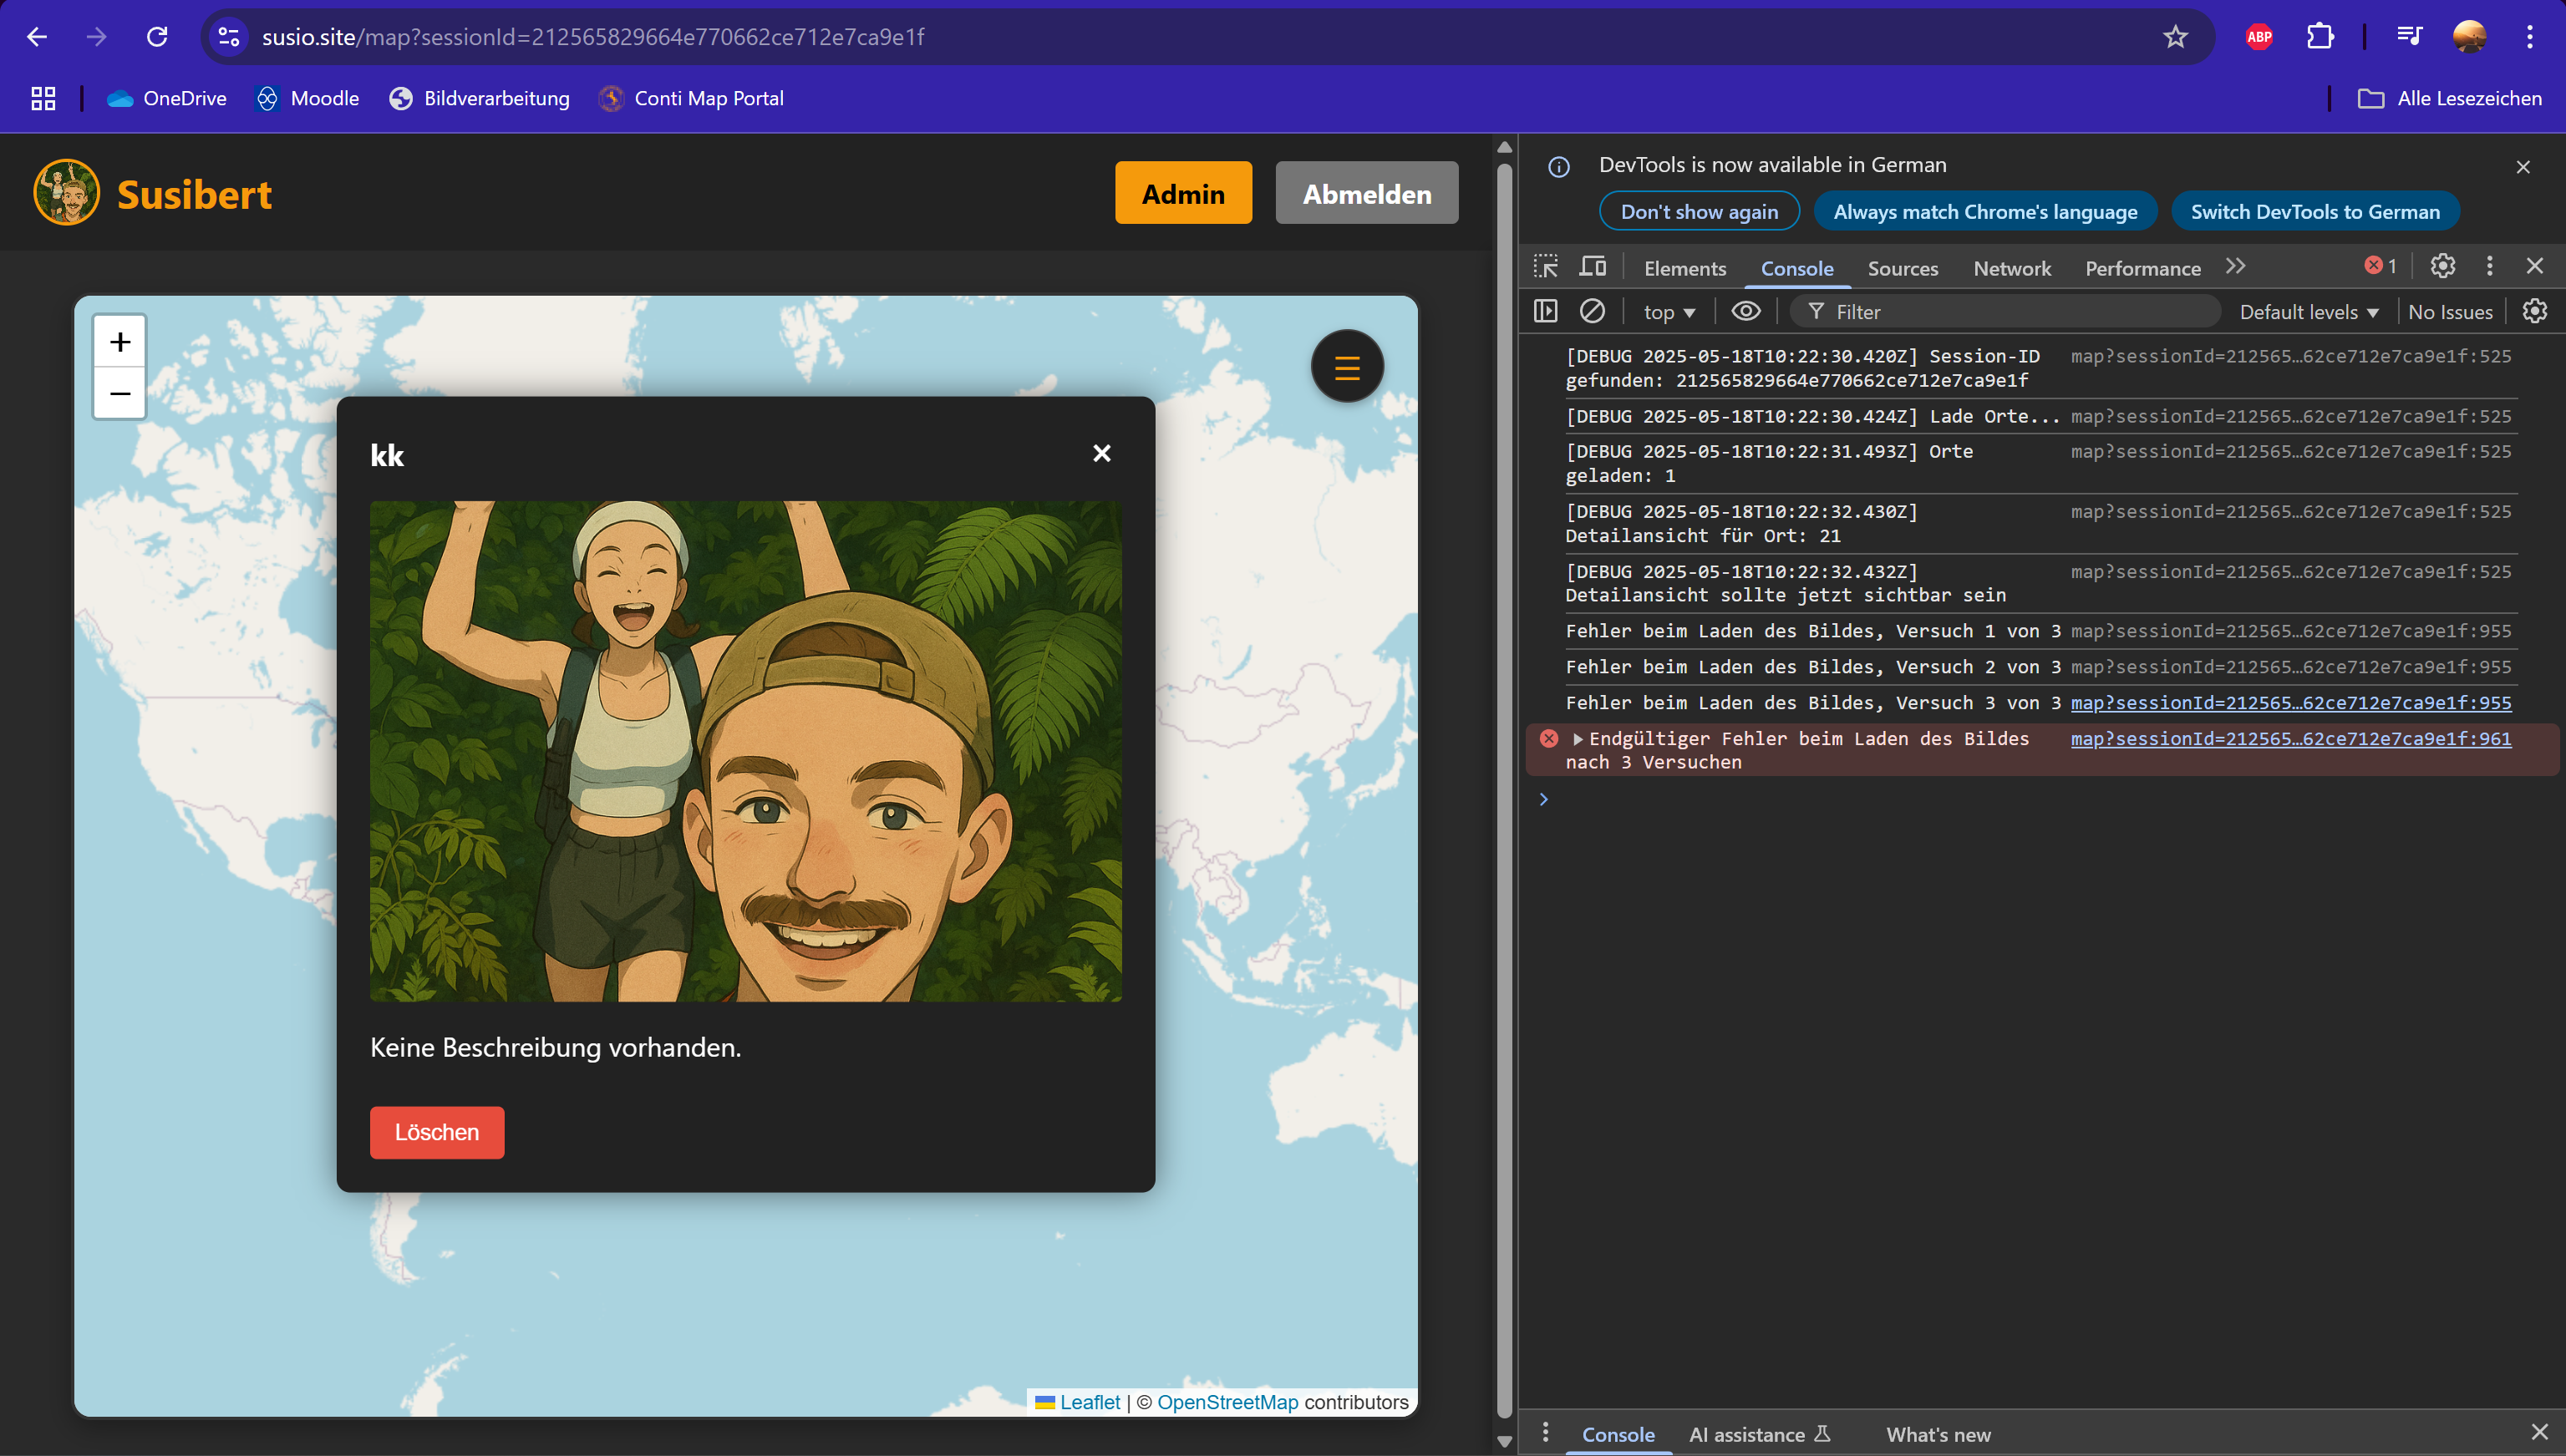 susio.site/map?sessionId=212565829664e770662ce712e7ca9e1f
ABP
OneDrive
Moodle
Bildverarbeitung
Conti Map Portal
Alle Lesezeichen
Susibert
Admin
Abmelden
+
−
kk
×
Keine Beschreibung vorhanden.
Löschen
Leaflet | © OpenStreetMap contributors
DevTools is now available in German
Don't show again
Always match Chrome's language
Switch DevTools to German
Elements
Console
Sources
Network
Performance
1
top
Filter
Default levels
No Issues
[DEBUG 2025-05-18T10:22:30.420Z] Session-ID map?sessionId=212565…62ce712e7ca9e1f:525
gefunden: 212565829664e770662ce712e7ca9e1f
[DEBUG 2025-05-18T10:22:30.424Z] Lade Orte... map?sessionId=212565…62ce712e7ca9e1f:525
[DEBUG 2025-05-18T10:22:31.493Z] Orte map?sessionId=212565…62ce712e7ca9e1f:525
geladen: 1
[DEBUG 2025-05-18T10:22:32.430Z] map?sessionId=212565…62ce712e7ca9e1f:525
Detailansicht für Ort: 21
[DEBUG 2025-05-18T10:22:32.432Z] map?sessionId=212565…62ce712e7ca9e1f:525
Detailansicht sollte jetzt sichtbar sein
Fehler beim Laden des Bildes, Versuch 1 von 3 map?sessionId=212565…62ce712e7ca9e1f:955
Fehler beim Laden des Bildes, Versuch 2 von 3 map?sessionId=212565…62ce712e7ca9e1f:955
Fehler beim Laden des Bildes, Versuch 3 von 3 map?sessionId=212565…62ce712e7ca9e1f:955
Endgültiger Fehler beim Laden des Bildes map?sessionId=212565…62ce712e7ca9e1f:961
nach 3 Versuchen
Console
AI assistance
What's new